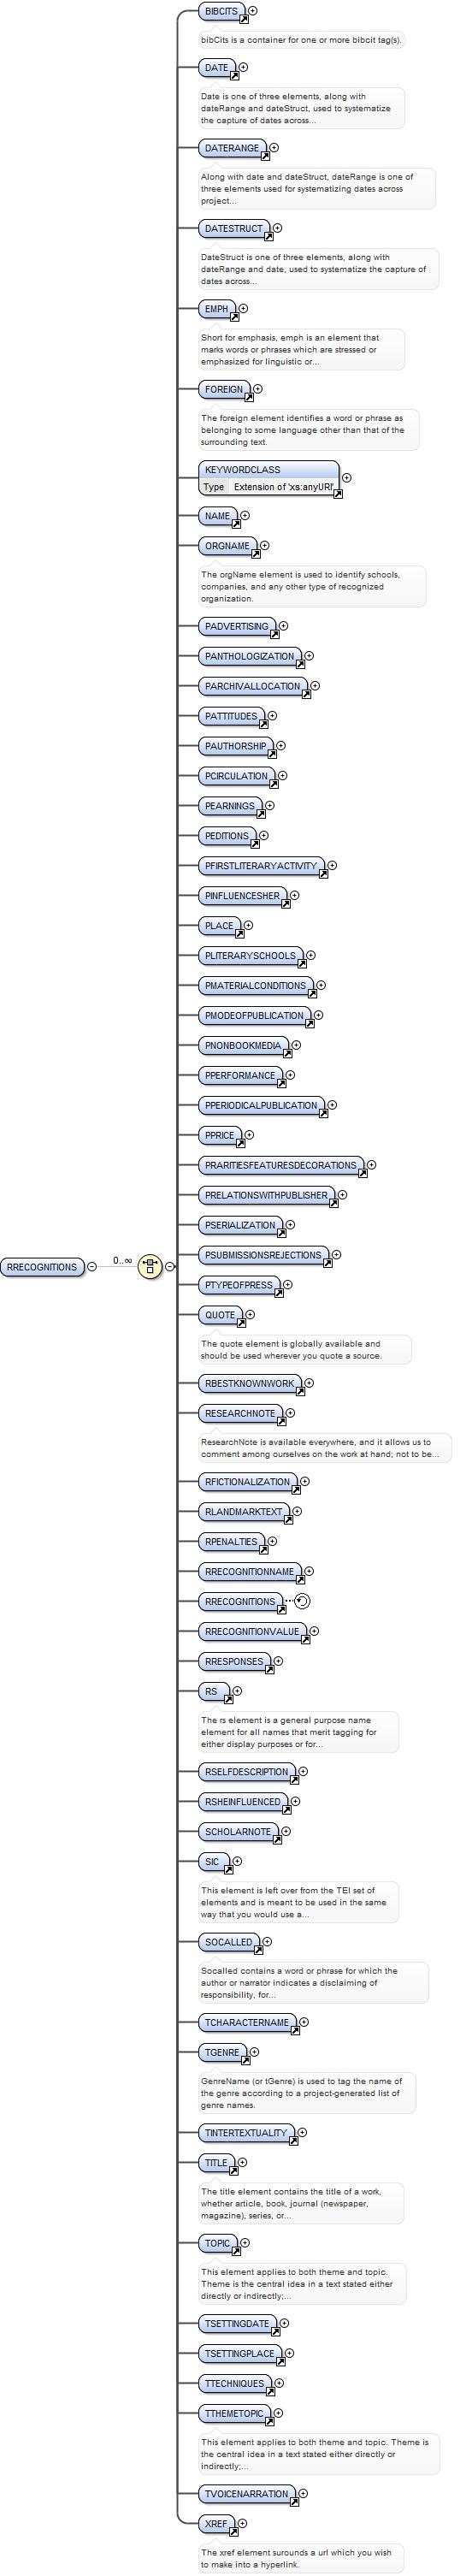 BIBCITS
bibCits is a container for one or more bibcit tag(s).
DATE
Date is one of three elements, along with
dateRange and dateStruct, used to systematize
the capture of dates across...
DATERANGE
Along with date and dateStruct, dateRange is one of
three elements used for systematizing dates across
project...
DATESTRUCT
DateStruct is one of three elements, along with
dateRange and date, used to systematize the capture of
dates across...
EMPH
Short for emphasis, emph is an element that
marks words or phrases which are stressed or
emphasized for linguistic or...
FOREIGN
The foreign element identifies a word or phrase as
belonging to some language other than that of the
surrounding text.
KEYWORDCLASS
Type Extension of 'xs:anyURI'
NAME
ORGNAME
The orgName element is used to identify schools,
companies, and any other type of recognized
organization.
PADVERTISING
PANTHOLOGIZATION
PARCHIVALLOCATION
PATTITUDES
PAUTHORSHIP
PCIRCULATION
PEARNINGS
PEDITIONS
PFIRSTLITERARYACTIVITY
PINFLUENCESHER
PLACE
PLITERARYSCHOOLS
PMATERIALCONDITIONS
PMODEOFPUBLICATION
PNONBOOKMEDIA
PPERFORMANCE
PPERIODICALPUBLICATION
PPRICE
PRARITIESFEATURESDECORATIONS
PRELATIONSWITHPUBLISHER
PSERIALIZATION
PSUBMISSIONSREJECTIONS
RRECOGNITIONS 0..∞
PTYPEOFPRESS
QUOTE
The quote element is globally available and
should be used wherever you quote a source.
RBESTKNOWNWORK
RESEARCHNOTE
ResearchNote is available everywhere, and it allows us to
comment among ourselves on the work at hand; not to be...
RFICTIONALIZATION
RLANDMARKTEXT
RPENALTIES
RRECOGNITIONNAME
RRECOGNITIONS
RRECOGNITIONVALUE
RRESPONSES
RS
The rs element is a general purpose name
element for all names that merit tagging for
either display purposes or for...
RSELFDESCRIPTION
RSHEINFLUENCED
SCHOLARNOTE
SIC
This element is left over from the TEI set of
elements and is meant to be used in the same
way that you would use a...
SOCALLED
Socalled contains a word or phrase for which the
author or narrator indicates a disclaiming of
responsibility, for...
TCHARACTERNAME
TGENRE
GenreName (or tGenre) is used to tag the name of
the genre according to a project-generated list of
genre names.
TINTERTEXTUALITY
TITLE
The title element contains the title of a work,
whether article, book, journal (newspaper,
magazine), series, or...
TOPIC
This element applies to both theme and topic.
Theme is the central idea in a text stated either
directly or indirectly;...
TSETTINGDATE
TSETTINGPLACE
TTECHNIQUES
TTHEMETOPIC
This element applies to both theme and topic. Theme is
the central idea in a text stated either directly or
indirectly;...
TVOICENARRATION
XREF
The xref element surounds a url which you wish
to make into a hyperlink.